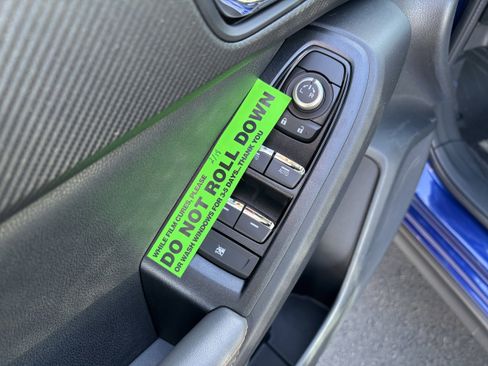 WHILE FILM CURES, PLEASE
DO NOT ROLL DOWN
OR WASH WINDOWS FOR 3-5 DAYS...THANK YOU
R